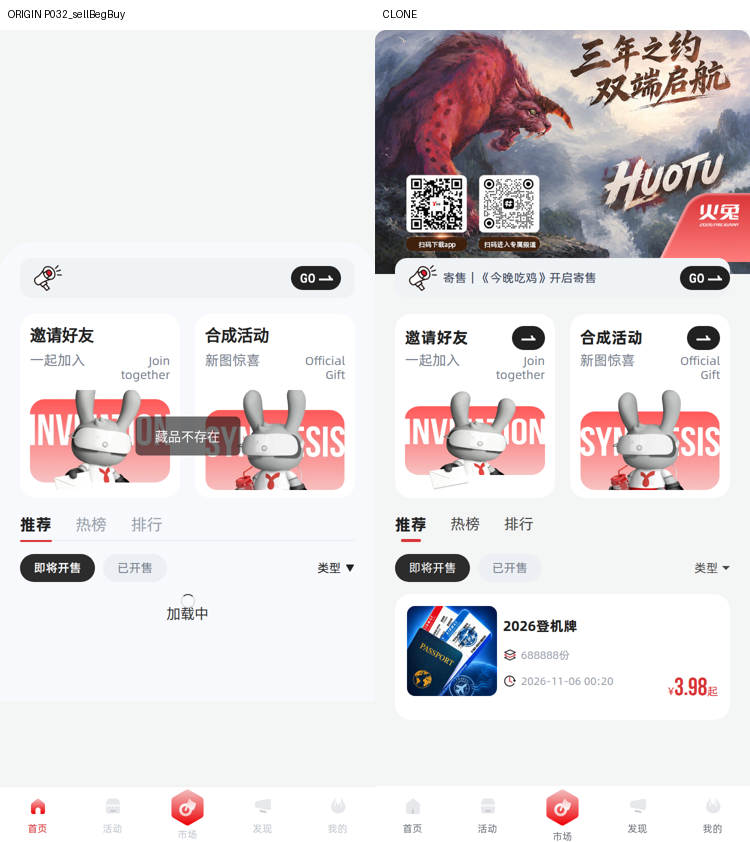 ORIGIN P032_sellBegBuy
GO
邀请好友
一起加入
Join together
INVITATION
合成活动
新图惊喜
Official Gift
SYNTHESIS
藏品不存在
推荐 热榜 排行
即将开售 已开售 类型
加载中
首页 活动 市场 发现 我的
CLONE
三年之约
双端启航
HUOTU
火兔
扫码下载app
扫码进入专属频道
寄售 | 《今晚吃鸡》开启寄售
GO
邀请好友
一起加入
Join together
INVITATION
合成活动
新图惊喜
Official Gift
SYNTHESIS
推荐 热榜 排行
即将开售 已开售 类型
PASSPORT
2026登机牌
688888份
2026-11-06 00:20
¥3.98起
首页 活动 市场 发现 我的